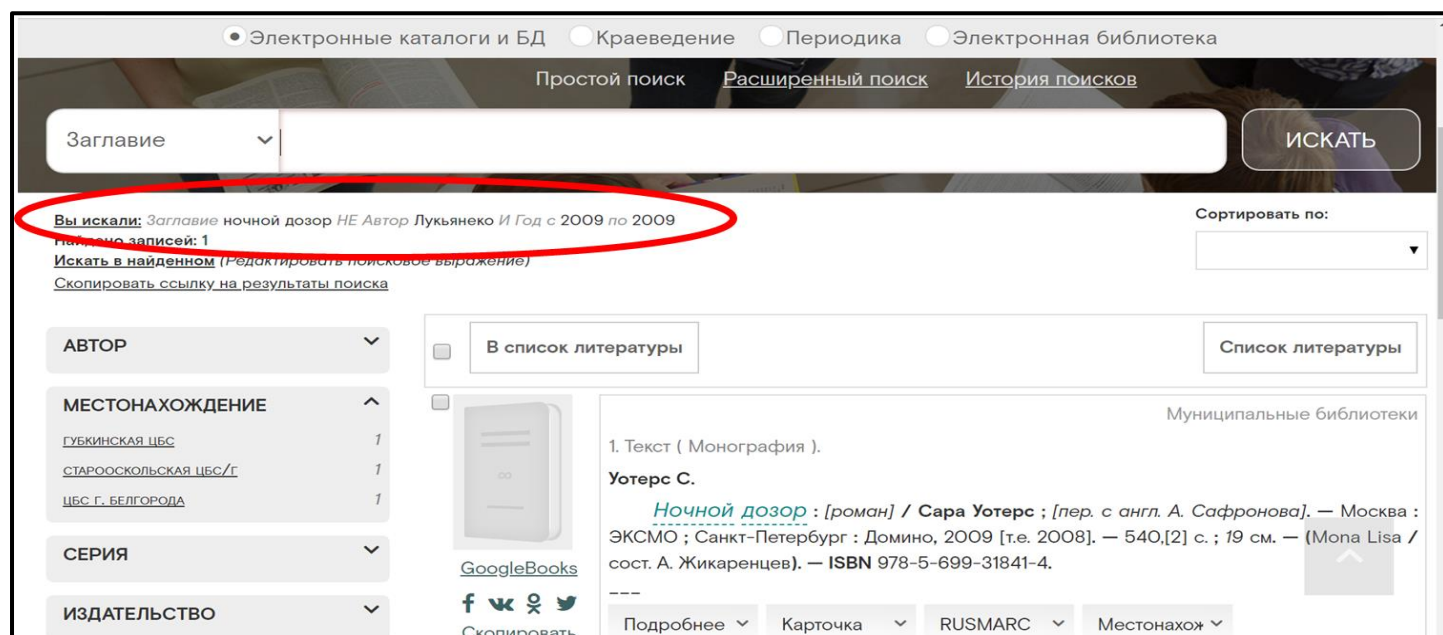 Электронные каталоги и БД Краеведение Периодика Электронная библиотека
Простой поиск Расширенный поиск История поисков
Заглавие ИСКАТЬ
Вы искали: Заглавие ночной дозор НЕ Автор Лукьянеко И Год с 2009 по 2009
Сортировать по:
Найдено записей: 1
Искать в найденном (Редактировать поисковое выражение)
Скопировать ссылку на результаты поиска
АВТОР
МЕСТОНАХОЖДЕНИЕ
ГУБКИНСКАЯ ЦБС 1
СТАРООСКОЛЬСКАЯ ЦБС/Г 1
ЦБС Г. БЕЛГОРОДА 1
СЕРИЯ
ИЗДАТЕЛЬСТВО
В список литературы Список литературы
GoogleBooks
Скопировать
Муниципальные библиотеки
1. Текст ( Монография ).
Уотерс С.
Ночной дозор : [роман] / Сара Уотерс ; [пер. с англ. А. Сафронова]. — Москва :
ЭКСМО ; Санкт-Петербург : Домино, 2009 [т.е. 2008]. — 540,[2] с. ; 19 см. — (Mona Lisa /
сост. А. Жикаренцев). — ISBN 978-5-699-31841-4.
---
Подробнее Карточка RUSMARC Местонахож